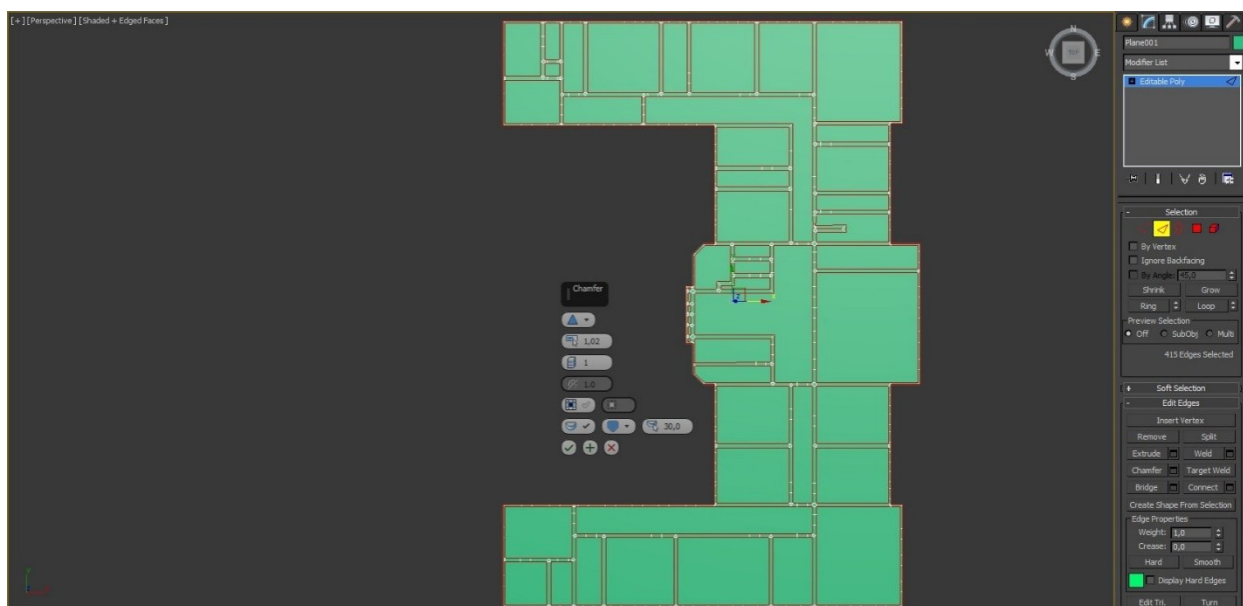 [+] [Perspective] [Shaded + Edged Faces]
N
W
TOP
E
S
Plane001
Modifier List
Editable Poly
- Selection
By Vertex
Ignore Backfacing
By Angle: 45,0
Shrink Grow
Ring Loop
Preview Selection
Off SubObj Multi
415 Edges Selected
+ Soft Selection
- Edit Edges
Insert Vertex
Remove Split
Extrude Weld
Chamfer Target Weld
Bridge Connect
Create Shape From Selection
Edge Properties
Weight: 1,0
Crease: 0,0
Hard Smooth
Display Hard Edges
Edit Tri. Turn
Chamfer
1,02
1
1,0
30,0